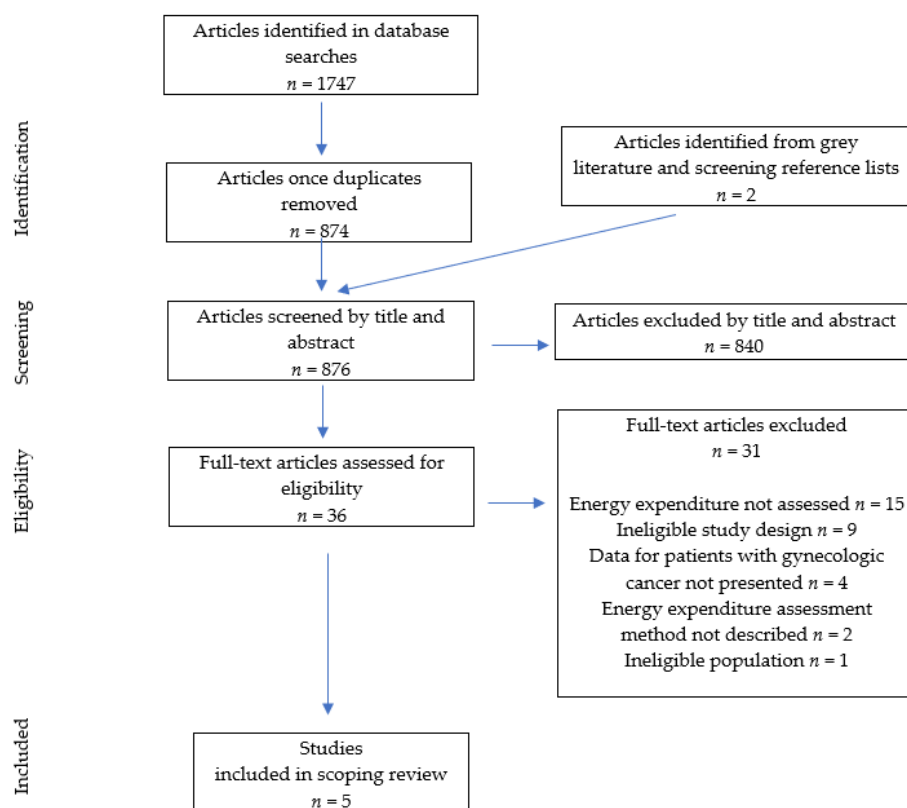 Articles identified in database
searches
n = 1747
Identification
Articles identified from grey
literature and screening reference lists
n = 2
Articles once duplicates
removed
n = 874
Screening
Articles screened by title and
abstract
n = 876
Articles excluded by title and abstract
n = 840
Eligibility
Full-text articles assessed for
eligibility
n = 36
Full-text articles excluded
n = 31
Energy expenditure not assessed n = 15
Ineligible study design n = 9
Data for patients with gynecologic
cancer not presented n = 4
Energy expenditure assessment
method not described n = 2
Ineligible population n = 1
Included
Studies
included in scoping review
n = 5